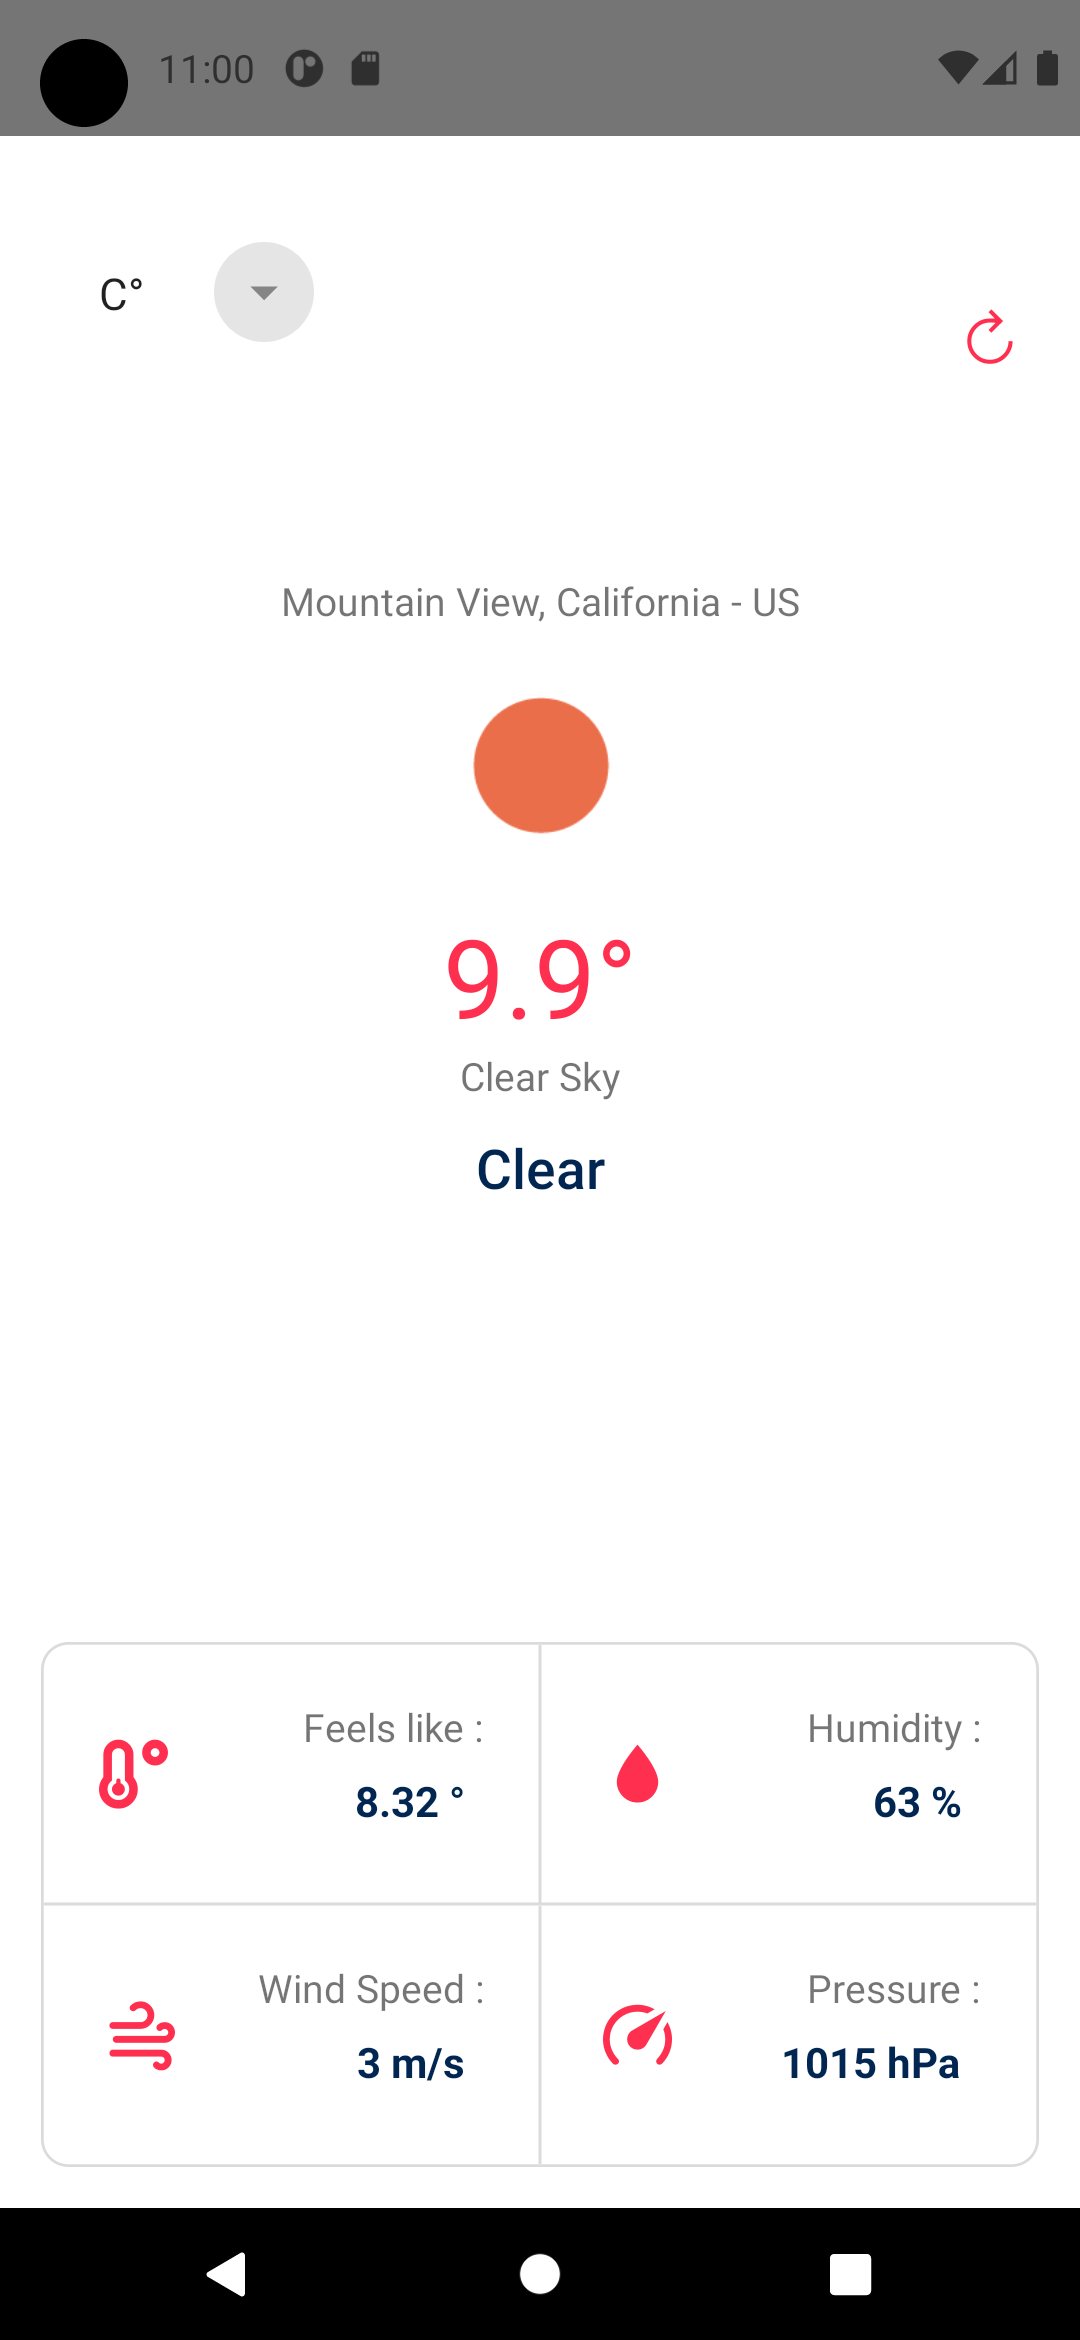 11:00
C°
Mountain View, California - US
9.9°
Clear Sky
Clear
Feels like :
8.32 °
Humidity :
63 %
Wind Speed :
3 m/s
Pressure :
1015 hPa